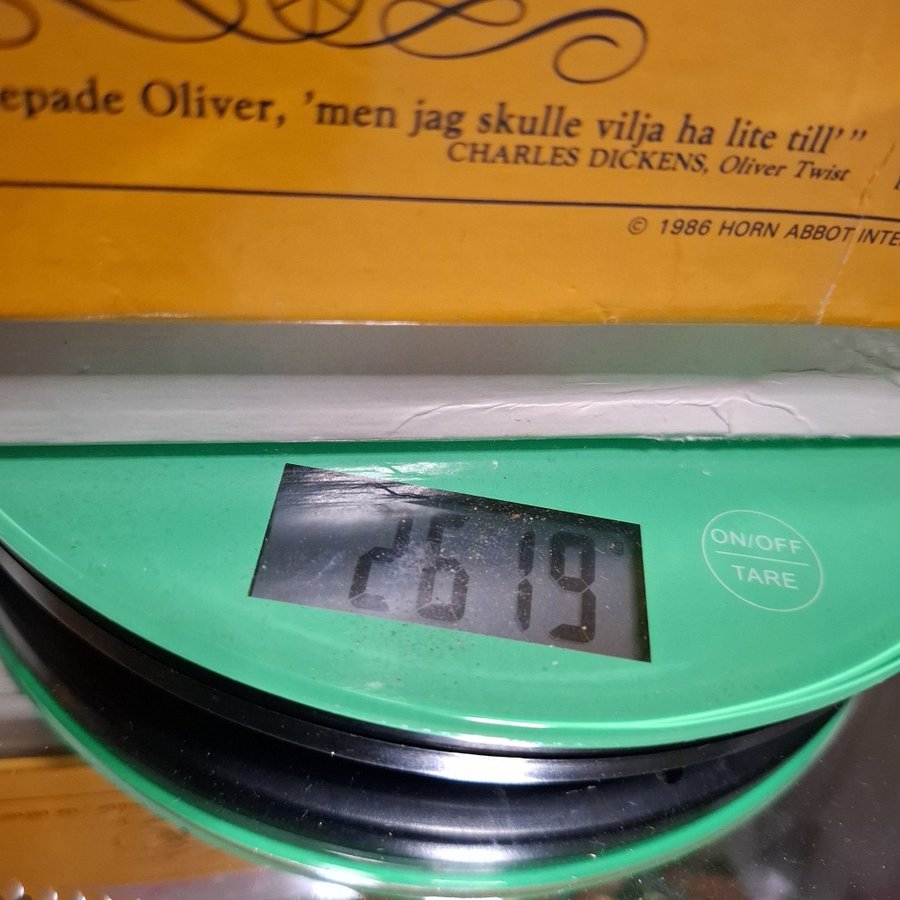 epade Oliver, 'men jag skulle vilja ha lite till'"
CHARLES DICKENS, Oliver Twist
© 1986 HORN ABBOT INTE
2619
ON/OFF
TARE